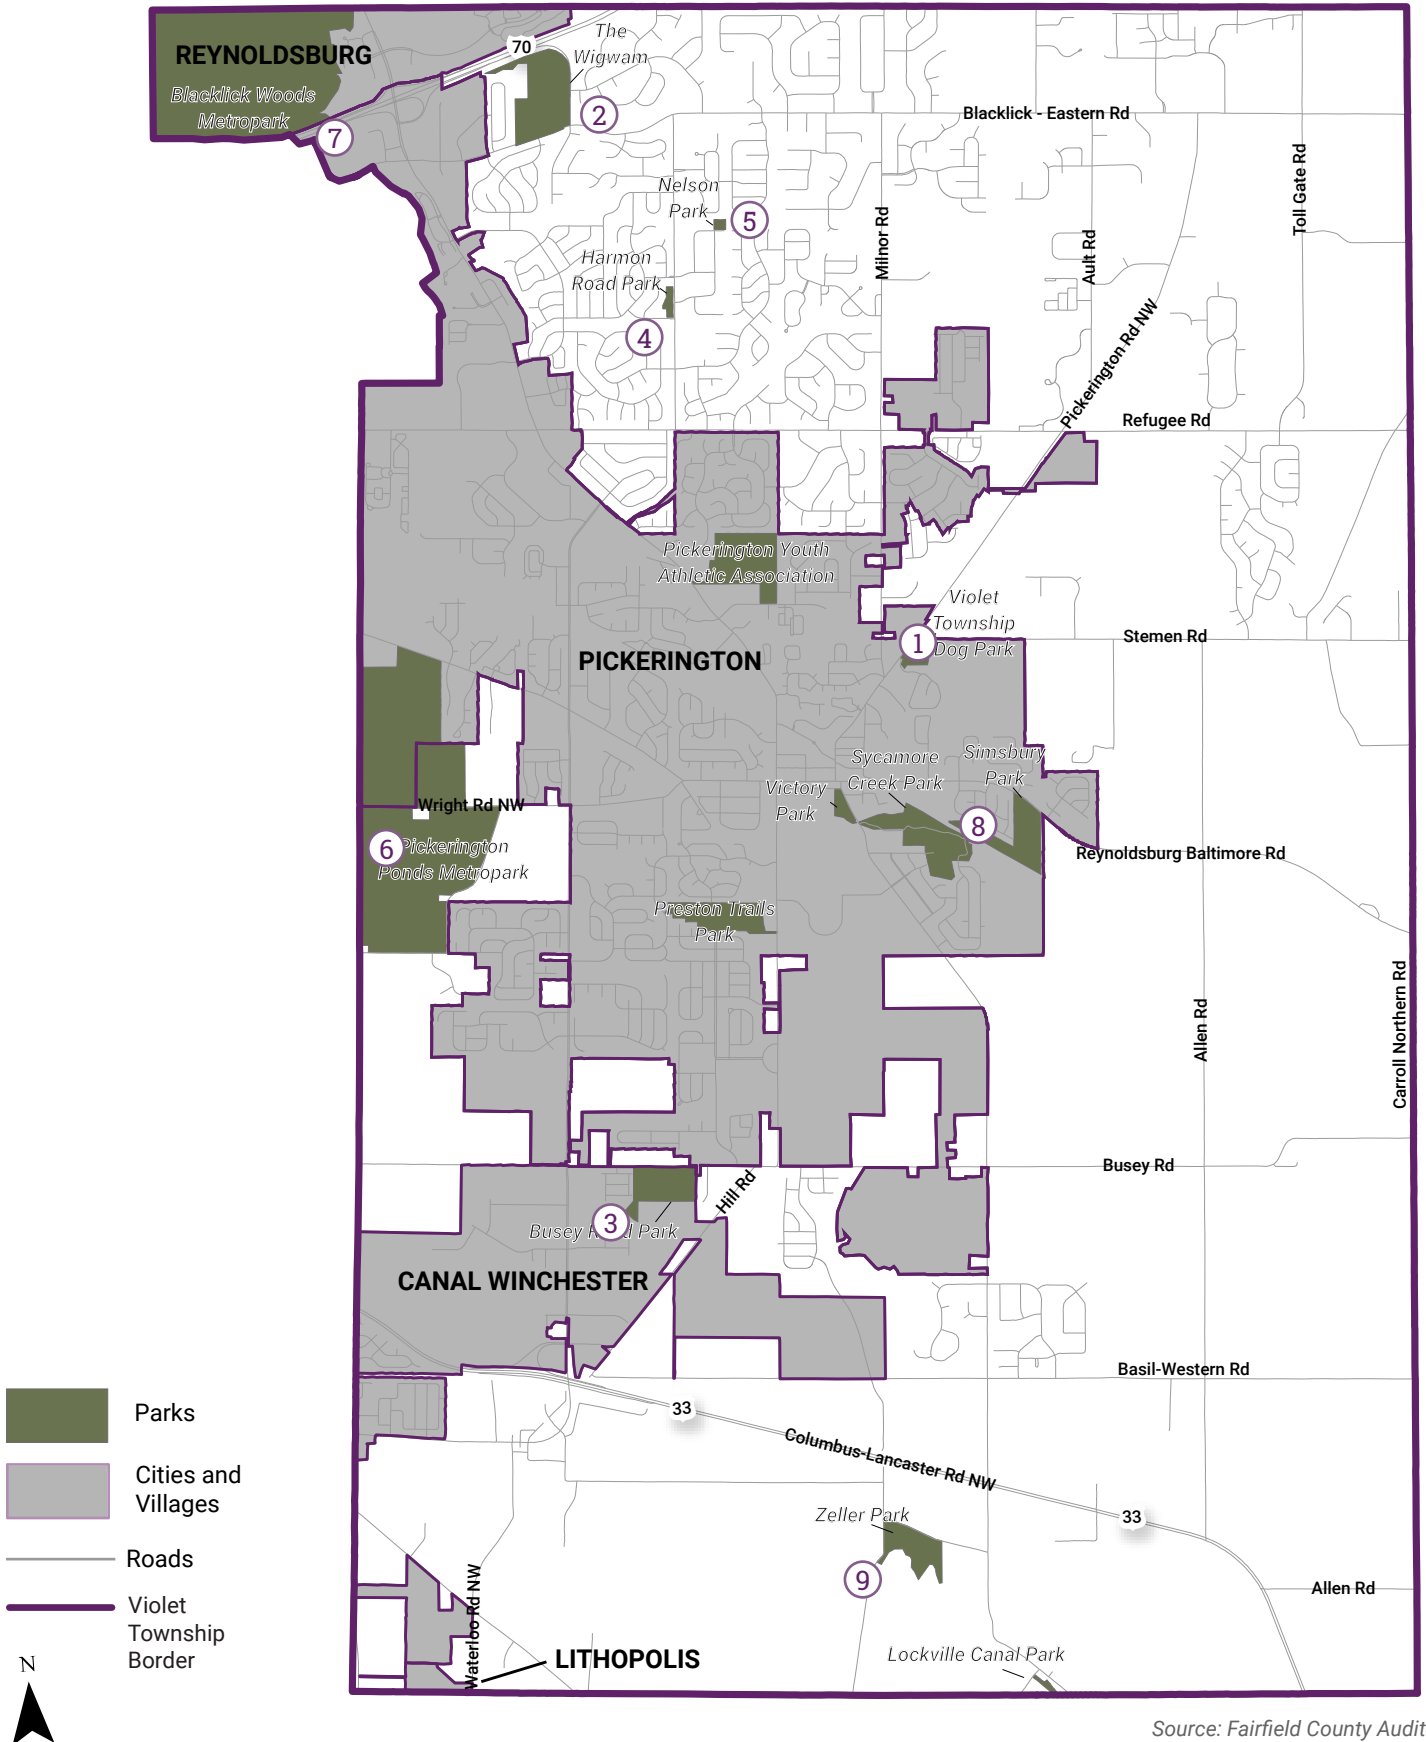 REYNOLDSBURG
Blacklick Woods
Metropark
7
70
The
Wigwam
2
Blacklick - Eastern Rd
Nelson
Park
5
Harmon
Road Park
4
Milnor Rd
Ault Rd
Toll Gate Rd
Pickerington Rd NW
Refugee Rd
Pickerington Youth
Athletic Association
Violet
Township
Dog Park
1
Stemen Rd
PICKERINGTON
Sycamore
Creek Park
Simsbury
Park
Victory
Park
8
Wright Rd NW
6
Pickerington
Ponds Metropark
Reynoldsburg Baltimore Rd
Preston Trails
Park
Allen Rd
Carroll Northern Rd
Busey Rd
Hill Rd
3
Busey R d Park
CANAL WINCHESTER
Basil-Western Rd
33
Columbus-Lancaster Rd NW
33
Zeller Park
9
Allen Rd
Waterloo Rd NW
LITHOPOLIS
Lockville Canal Park
Parks
Cities and
Villages
Roads
Violet
Township
Border
N
Source: Fairfield County Audit